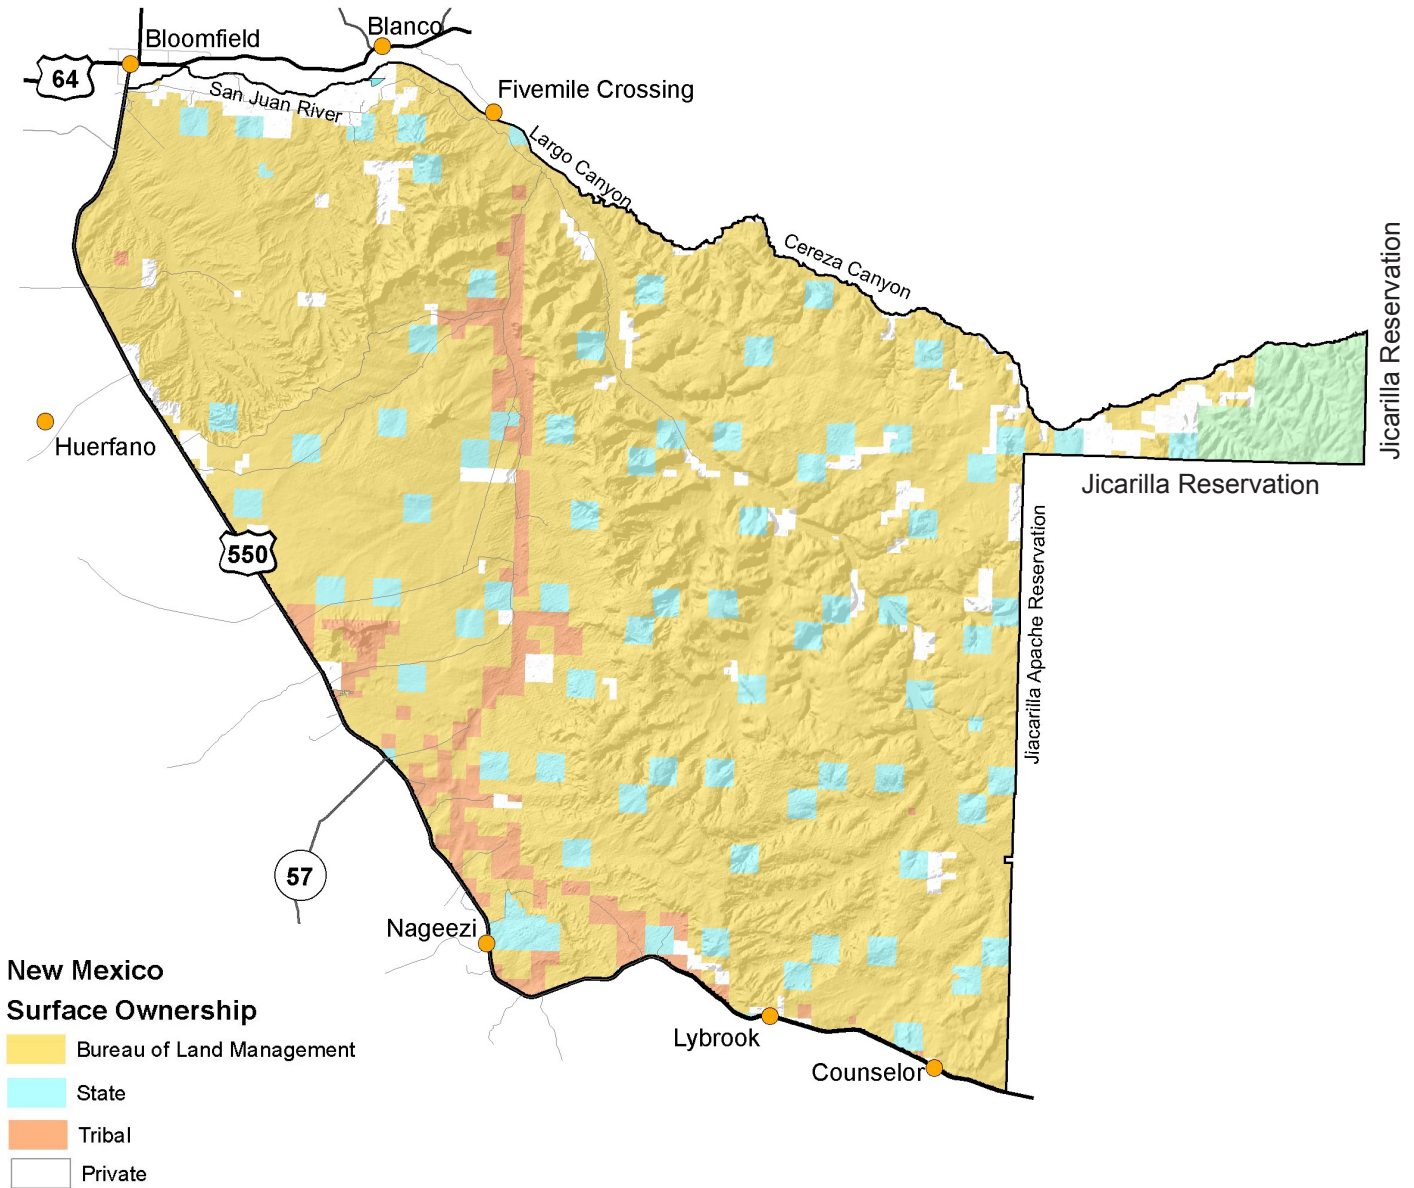 Bloomfield
Blanco
64
San Juan River
Fivemile Crossing
Largo Canyon
Cereza Canyon
Jicarilla Reservation
Huerfano
Jicarilla Reservation
550
Jiacarilla Apache Reservation
57
Nageezi
Lybrook
Counselor
New Mexico
Surface Ownership
Bureau of Land Management
State
Tribal
Private